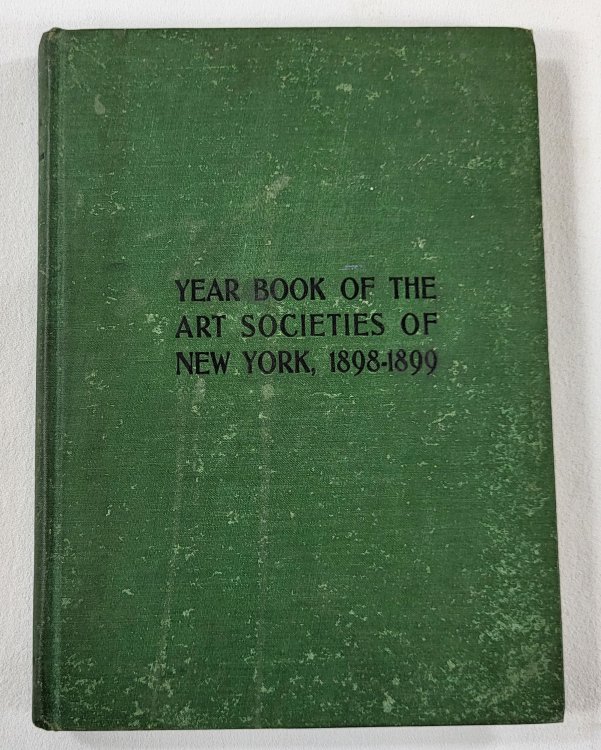 YEAR BOOK OF THE
ART SOCIETIES OF
NEW YORK, 1898-1899